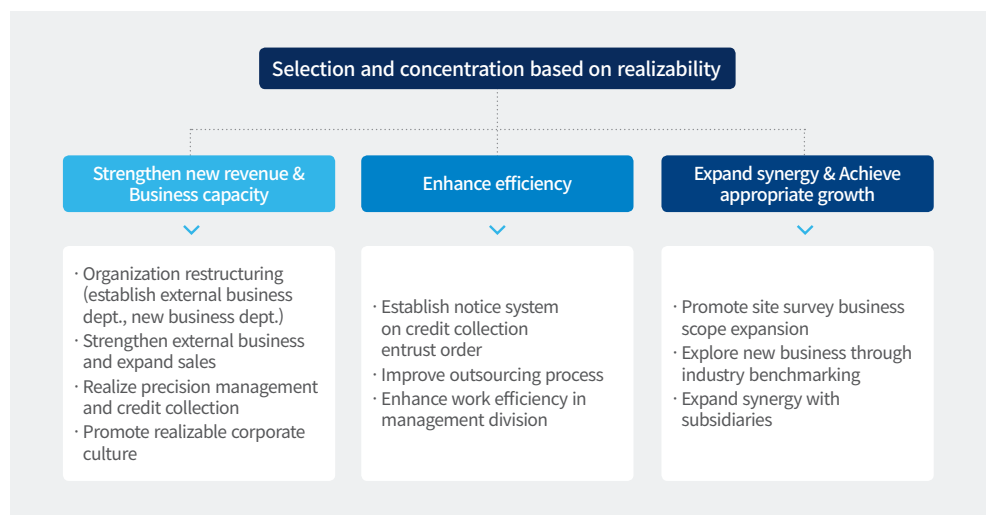 Selection and concentration based on realizability
Strengthen new revenue &
Business capacity
· Organization restructuring
(establish external business
dept., new business dept.)
· Strengthen external business
and expand sales
· Realize precision management
and credit collection
· Promote realizable corporate
culture
Enhance efficiency
· Establish notice system
on credit collection
entrust order
· Improve outsourcing process
· Enhance work efficiency in
management division
Expand synergy & Achieve
appropriate growth
· Promote site survey business
scope expansion
· Explore new business through
industry benchmarking
· Expand synergy with
subsidiaries